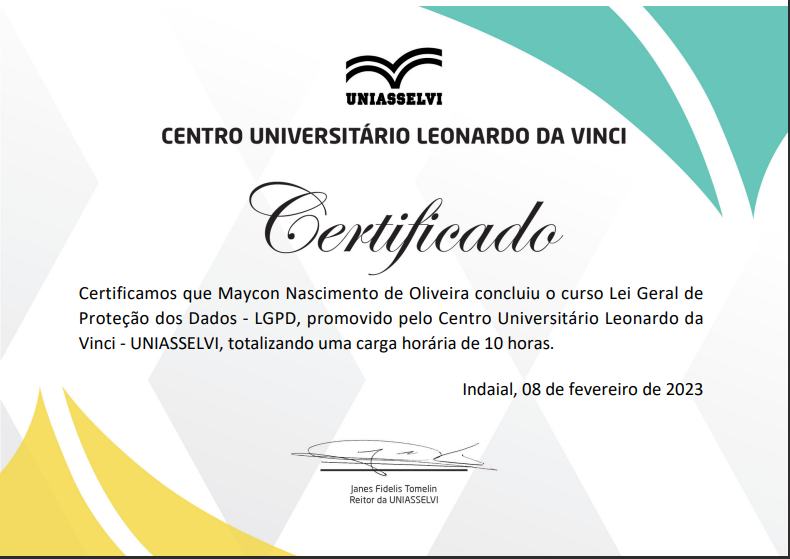 UNIASSELVI
CENTRO UNIVERSITÁRIO LEONARDO DA VINCI
Certificado
Certificamos que Maycon Nascimento de Oliveira concluiu o curso Lei Geral de
Proteção dos Dados - LGPD, promovido pelo Centro Universitário Leonardo da
Vinci - UNIASSELVI, totalizando uma carga horária de 10 horas.
Indaial, 08 de fevereiro de 2023
Janes Fidelis Tomelin
Reitor da UNIASSELVI